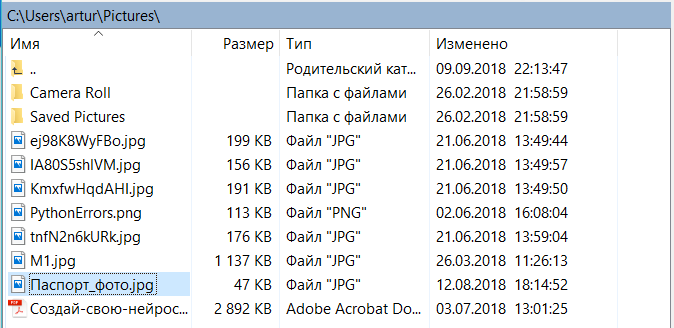 C:\Users\artur\Pictures\
Имя Размер Тип Изменено
.. Родительский кат... 09.09.2018 22:13:47
Camera Roll Папка с файлами 26.02.2018 21:58:59
Saved Pictures Папка с файлами 26.02.2018 21:58:59
ej98K8WyFBo.jpg 199 KB Файл "JPG" 21.06.2018 13:49:44
IA80S5shlVM.jpg 156 KB Файл "JPG" 21.06.2018 13:49:57
KmxfwHqdAHI.jpg 191 KB Файл "JPG" 21.06.2018 13:49:50
PythonErrors.png 113 KB Файл "PNG" 02.06.2018 16:08:04
tnfN2n6kURk.jpg 176 KB Файл "JPG" 21.06.2018 13:59:04
М1.jpg 1 137 KB Файл "JPG" 26.03.2018 11:26:13
Паспорт_фото.jpg 47 KB Файл "JPG" 12.08.2018 18:14:52
PDF Создай-свою-нейрос... 2 892 KB Adobe Acrobat Do... 03.07.2018 13:01:25